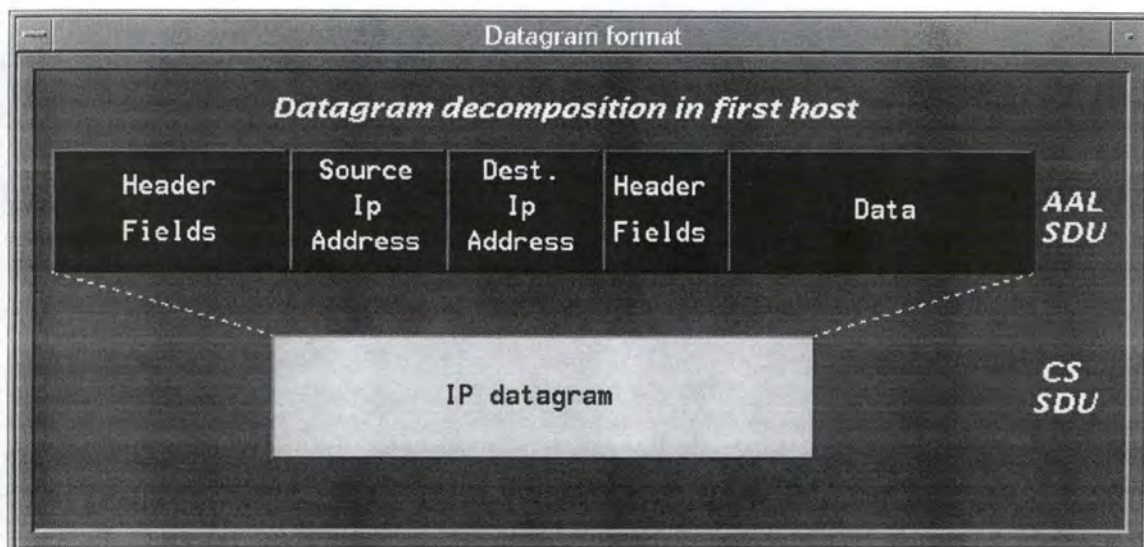 Datagram format
Datagram decomposition in first host
Header
Fields
Source
Ip
Address
Dest.
Ip
Address
Header
Fields
Data
AAL
SDU
IP datagram
CS
SDU